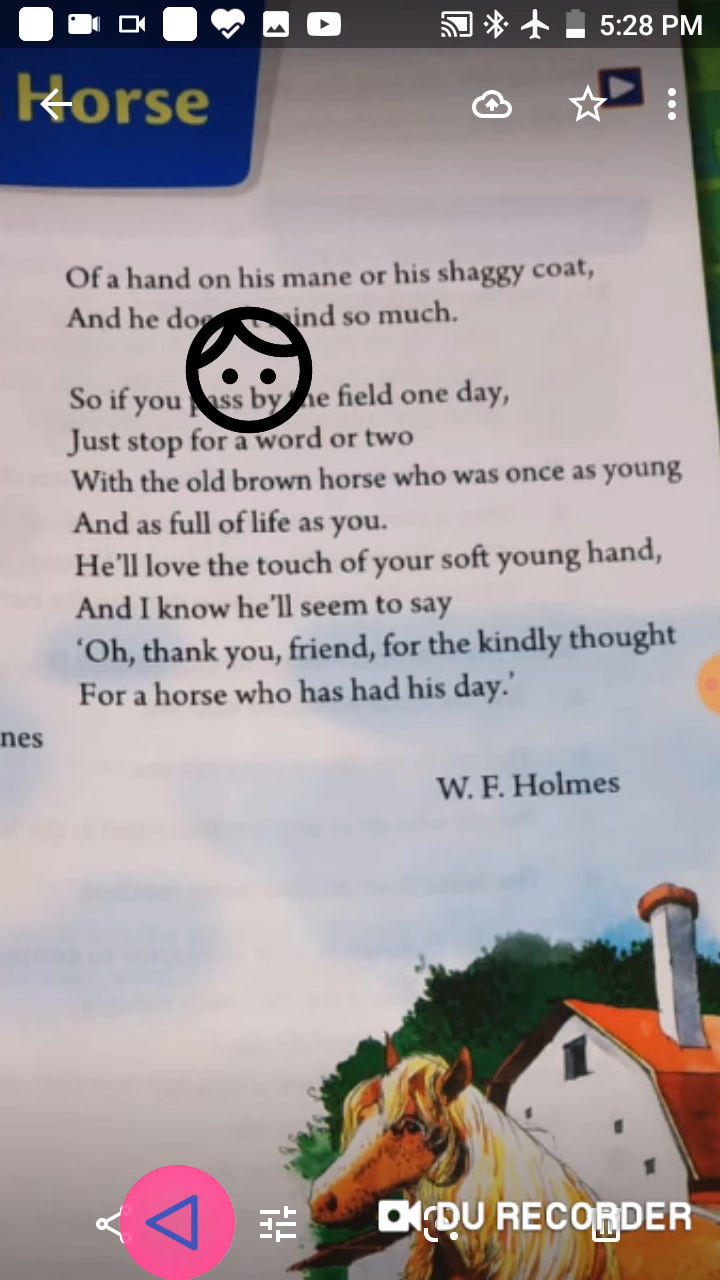 5:28 PM
Horse
Of a hand on his mane or his shaggy coat,
And he mind so much.
So if you pass by the field one day,
Just stop for a word or two
With the old brown horse who was once as young
And as full of life as you.
He'll love the touch of your soft young hand,
And I know he'll seem to say
'Oh, thank you, friend, for the kindly thought
For a horse who has had his day.'
nes
W. F. Holmes
DU RECORDER